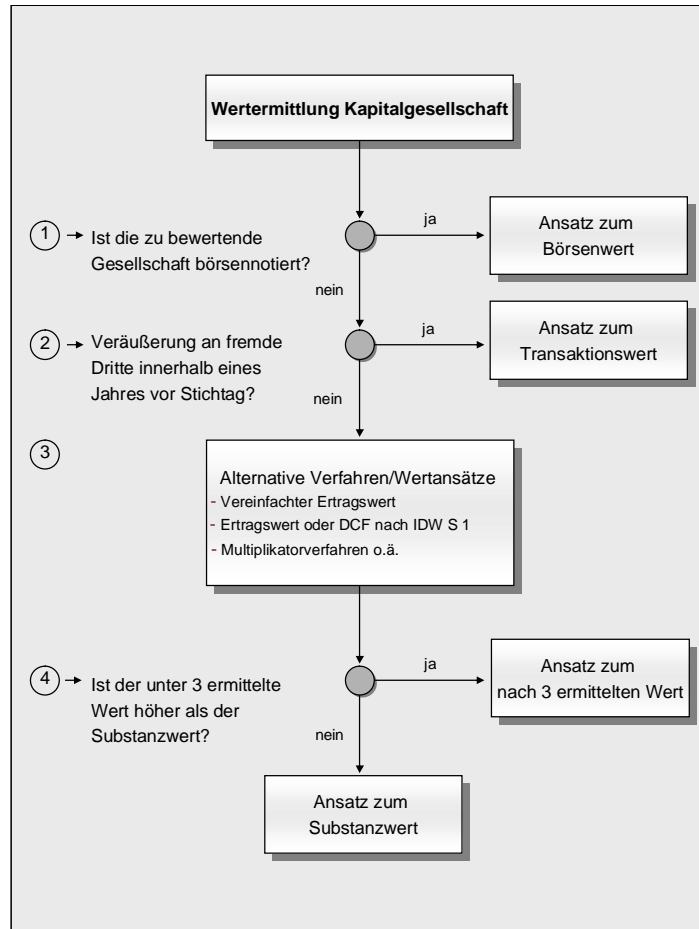 Wertermittlung Kapitalgesellschaft
1
Ist die zu bewertende
Gesellschaft börsennotiert?
ja
Ansatz zum
Börsenwert
nein
2
Veräußerung an fremde
Dritte innerhalb eines
Jahres vor Stichtag?
ja
Ansatz zum
Transaktionswert
nein
3
Alternative Verfahren/Wertansätze
- Vereinfachter Ertragswert
- Ertragswert oder DCF nach IDW S 1
- Multiplikatorverfahren o.ä.
4
Ist der unter 3 ermittelte
Wert höher als der
Substanzwert?
ja
Ansatz zum
nach 3 ermittelten Wert
nein
Ansatz zum
Substanzwert